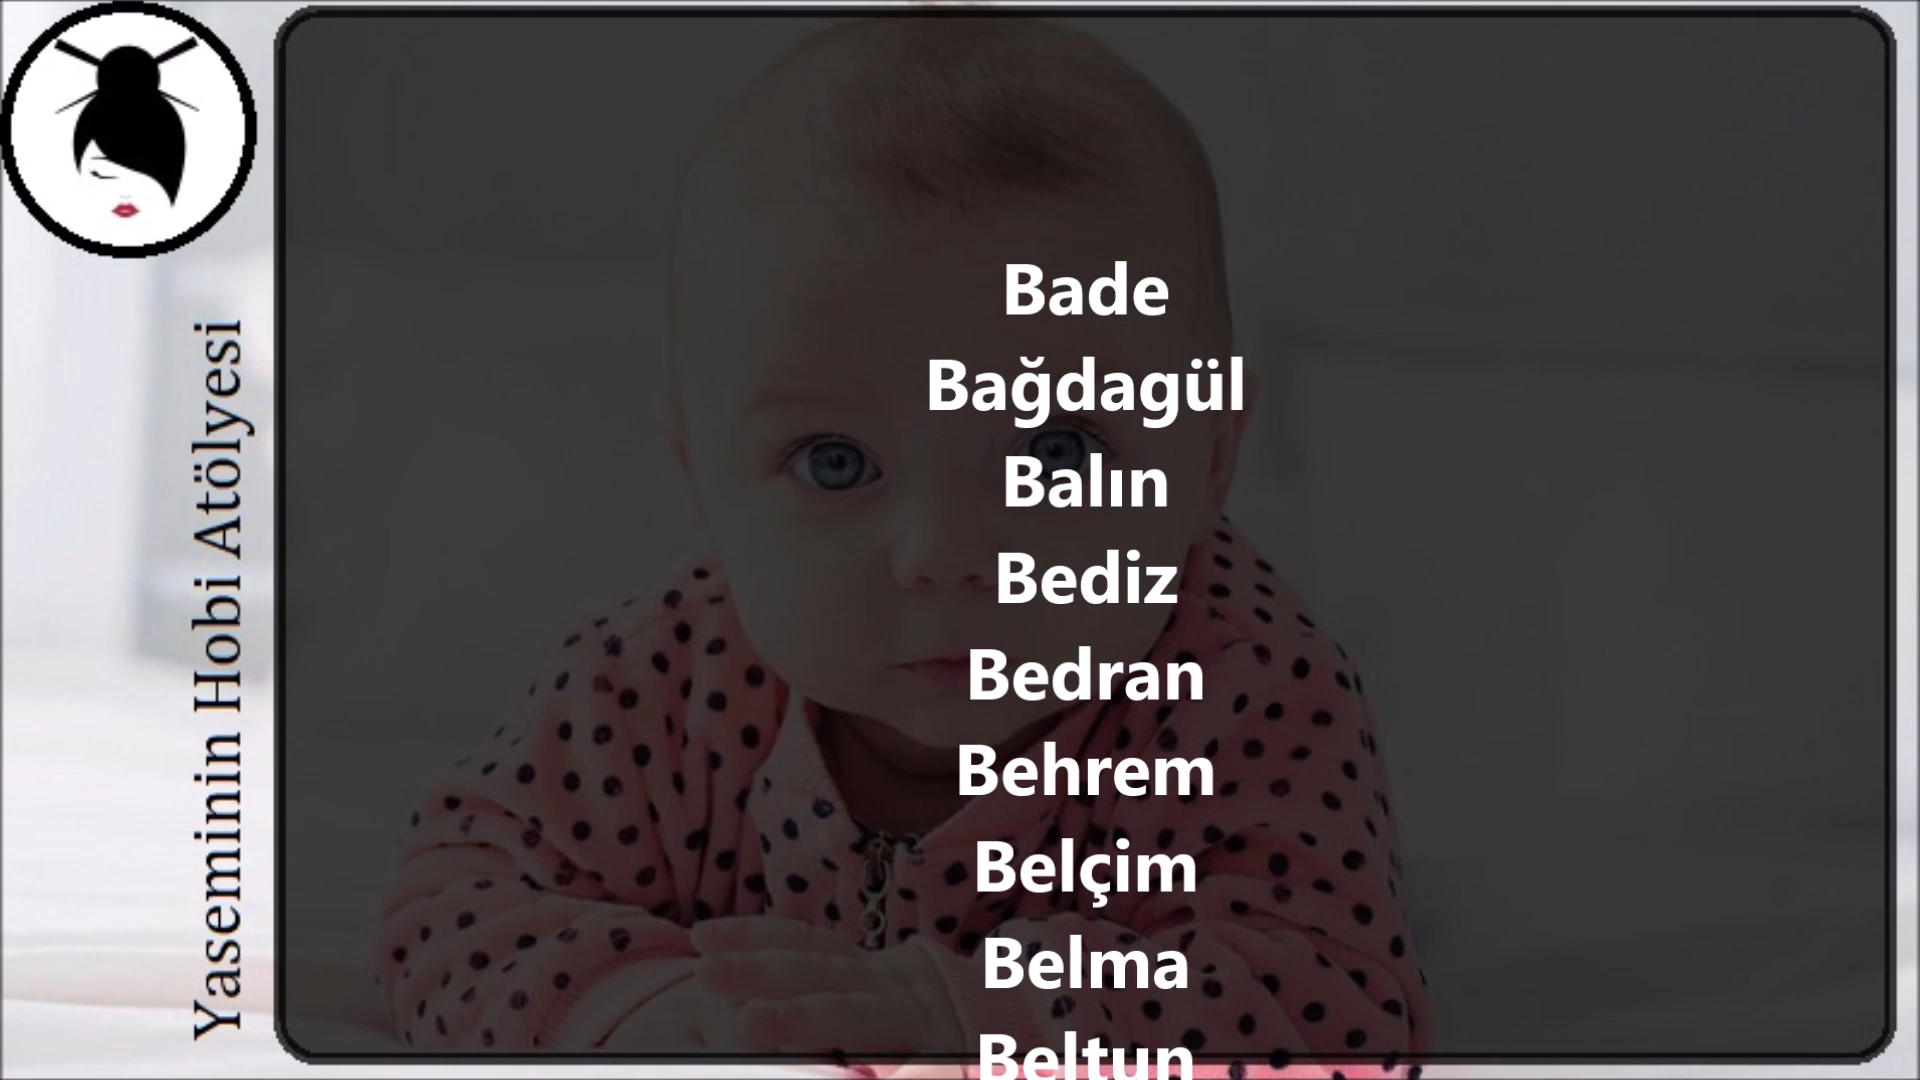 Yaseminin Hobi Atölyesi
Bade
Bağdagül
Balın
Bediz
Bedran
Behrem
Belçim
Belma
Beltun